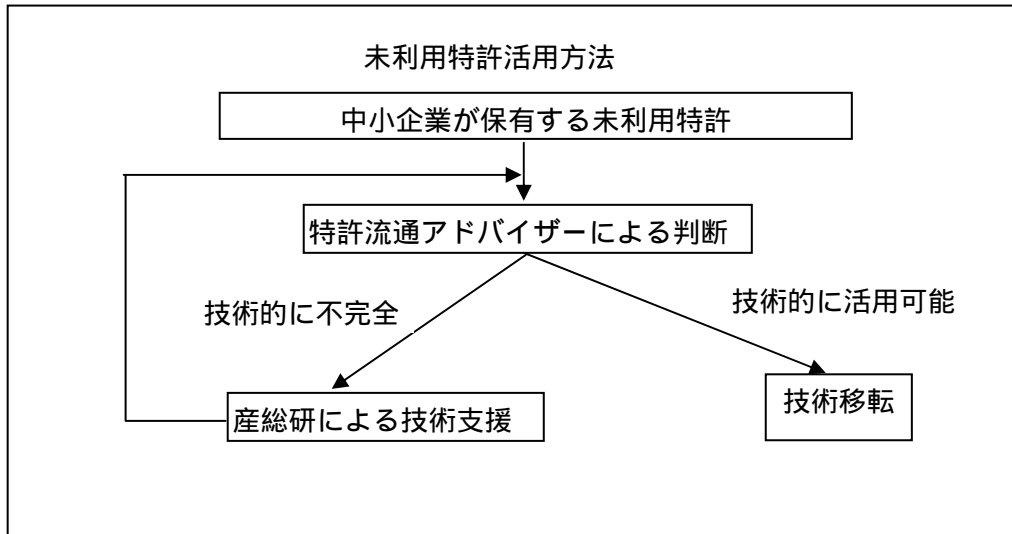 未利用特許活用方法
中小企業が保有する未利用特許
特許流通アドバイザーによる判断
技術的に不完全
技術的に活用可能
産総研による技術支援
技術移転